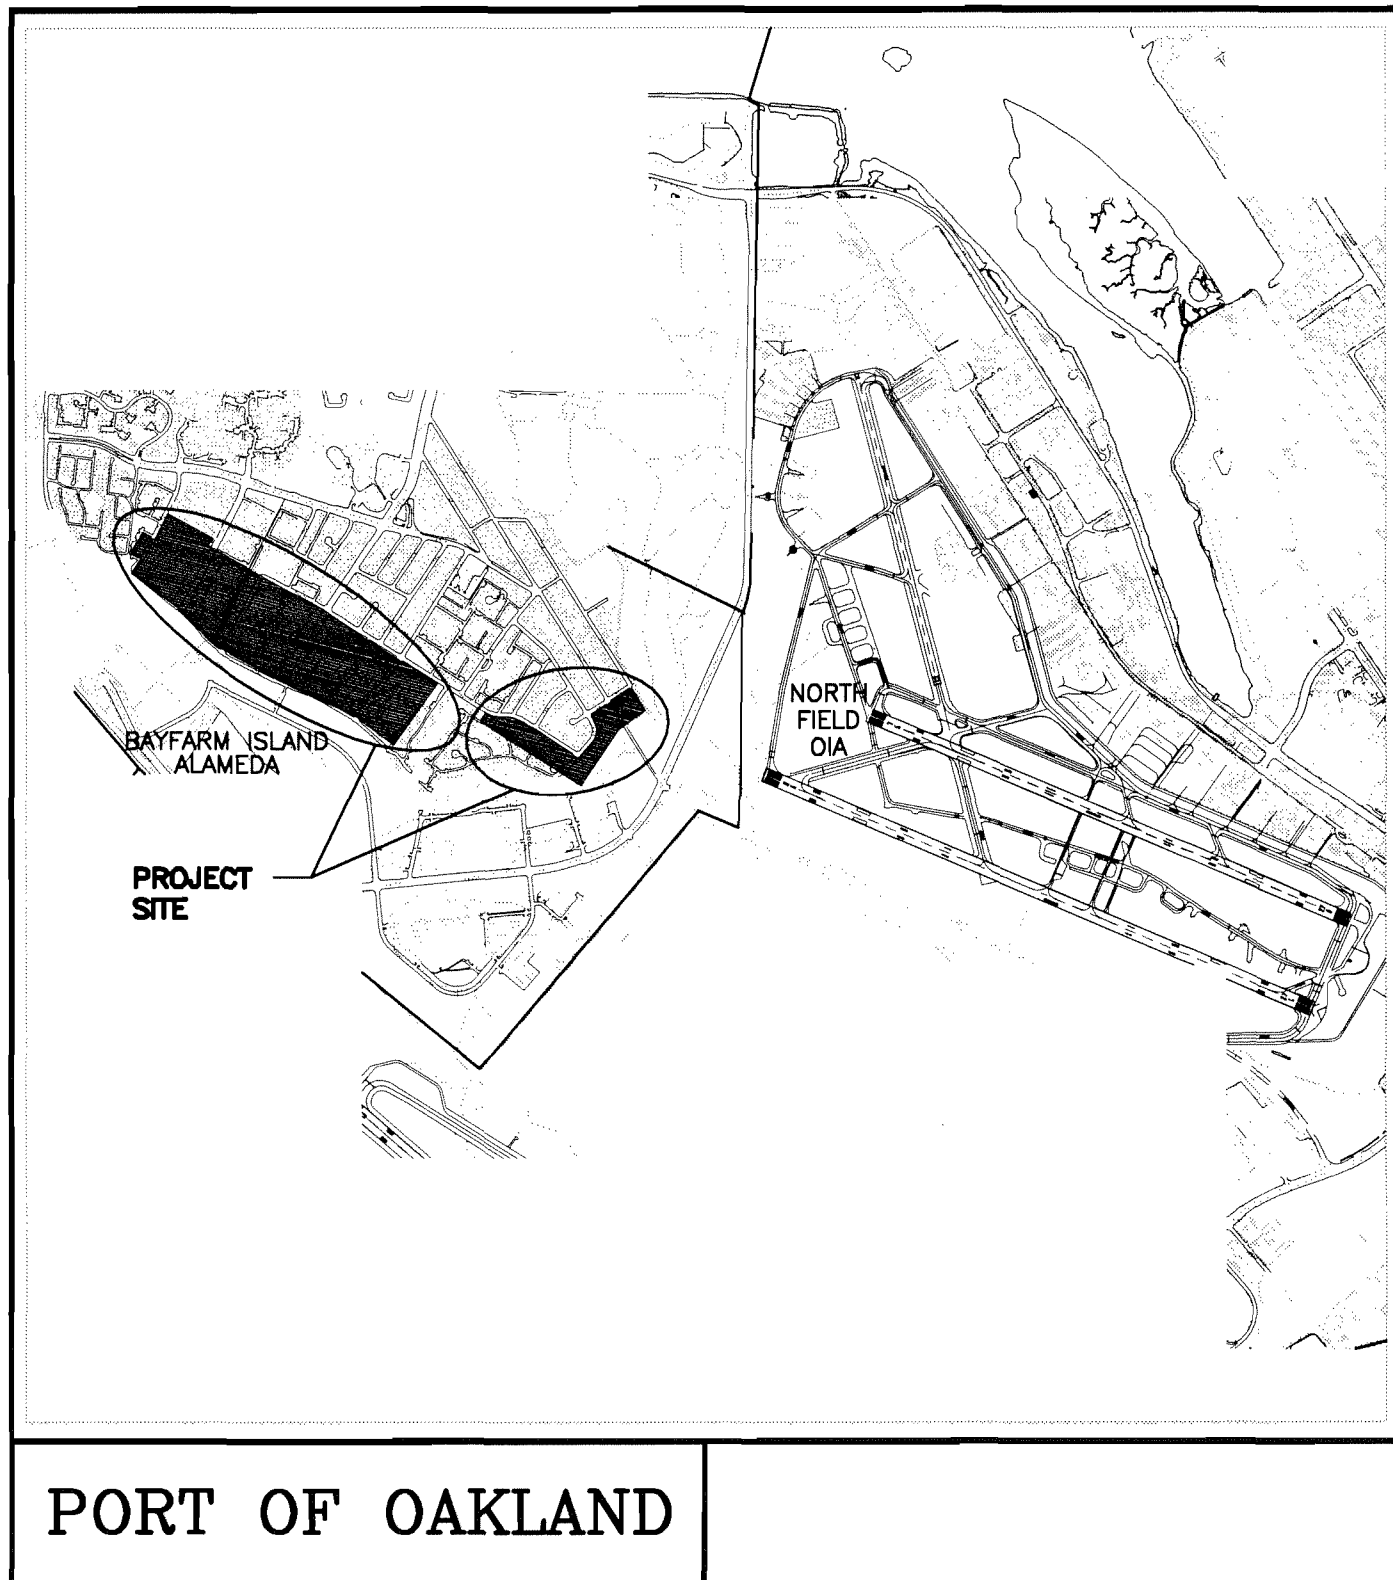 NORTH
FIELD
OIA
BAYFARM ISLAND
ALAMEDA
PROJECT
SITE
PORT OF OAKLAND